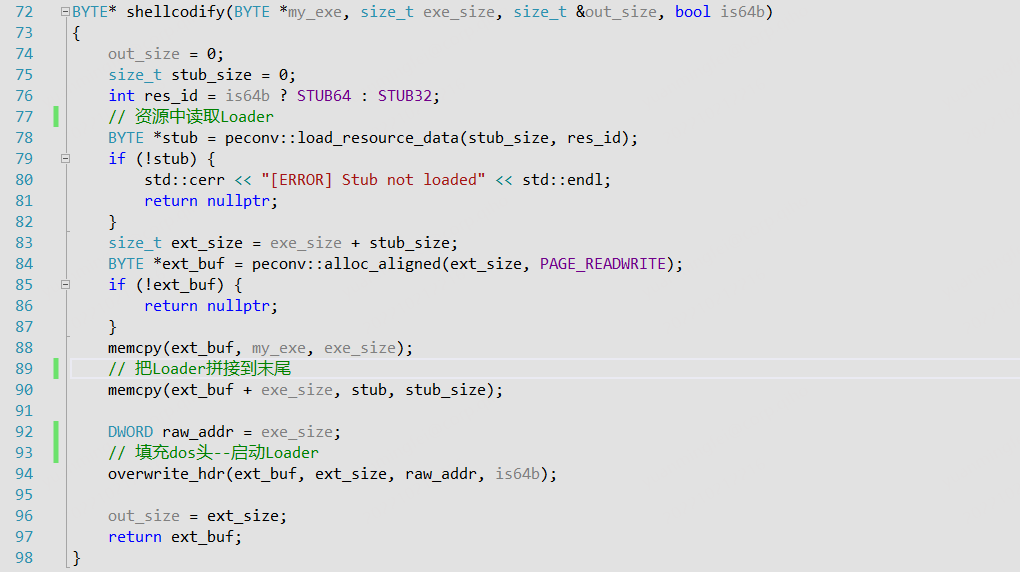 72 BYTE* shellcodify(BYTE *my_exe, size_t exe_size, size_t &out_size, bool is64b)
73 {
74     out_size = 0;
75     size_t stub_size = 0;
76     int res_id = is64b ? STUB64 : STUB32;
77     // 资源中读取Loader
78     BYTE *stub = peconv::load_resource_data(stub_size, res_id);
79     if (!stub) {
80         std::cerr << "[ERROR] Stub not loaded" << std::endl;
81         return nullptr;
82     }
83     size_t ext_size = exe_size + stub_size;
84     BYTE *ext_buf = peconv::alloc_aligned(ext_size, PAGE_READWRITE);
85     if (!ext_buf) {
86         return nullptr;
87     }
88     memcpy(ext_buf, my_exe, exe_size);
89     // 把Loader拼接到末尾
90     memcpy(ext_buf + exe_size, stub, stub_size);
91
92     DWORD raw_addr = exe_size;
93     // 填充dos头--启动Loader
94     overwrite_hdr(ext_buf, ext_size, raw_addr, is64b);
95
96     out_size = ext_size;
97     return ext_buf;
98 }